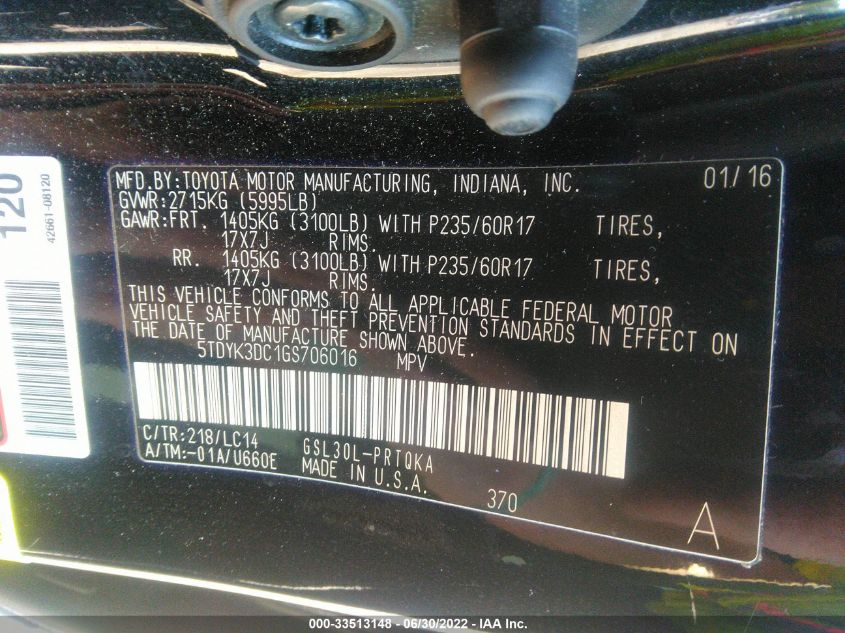 120
42661-08120
MFD.BY:TOYOTA MOTOR MANUFACTURING, INDIANA, INC. 01/16
GVWR:2715KG (5995LB)
GAWR:FRT. 1405KG (3100LB) WITH P235/60R17 TIRES,
17X7J RIMS.
RR. 1405KG (3100LB) WITH P235/60R17 TIRES,
17X7J RIMS.
THIS VEHICLE CONFORMS TO ALL APPLICABLE FEDERAL MOTOR
VEHICLE SAFETY AND THEFT PREVENTION STANDARDS IN EFFECT ON
THE DATE OF MANUFACTURE SHOWN ABOVE.
5TDYK3DC1GS706016 MPV
C/TR:218/LC14 GSL30L-PRTQKA
A/TM:-01A/U660E MADE IN U.S.A.
370
A
000-33513148 - 06/30/2022 - IAA Inc.